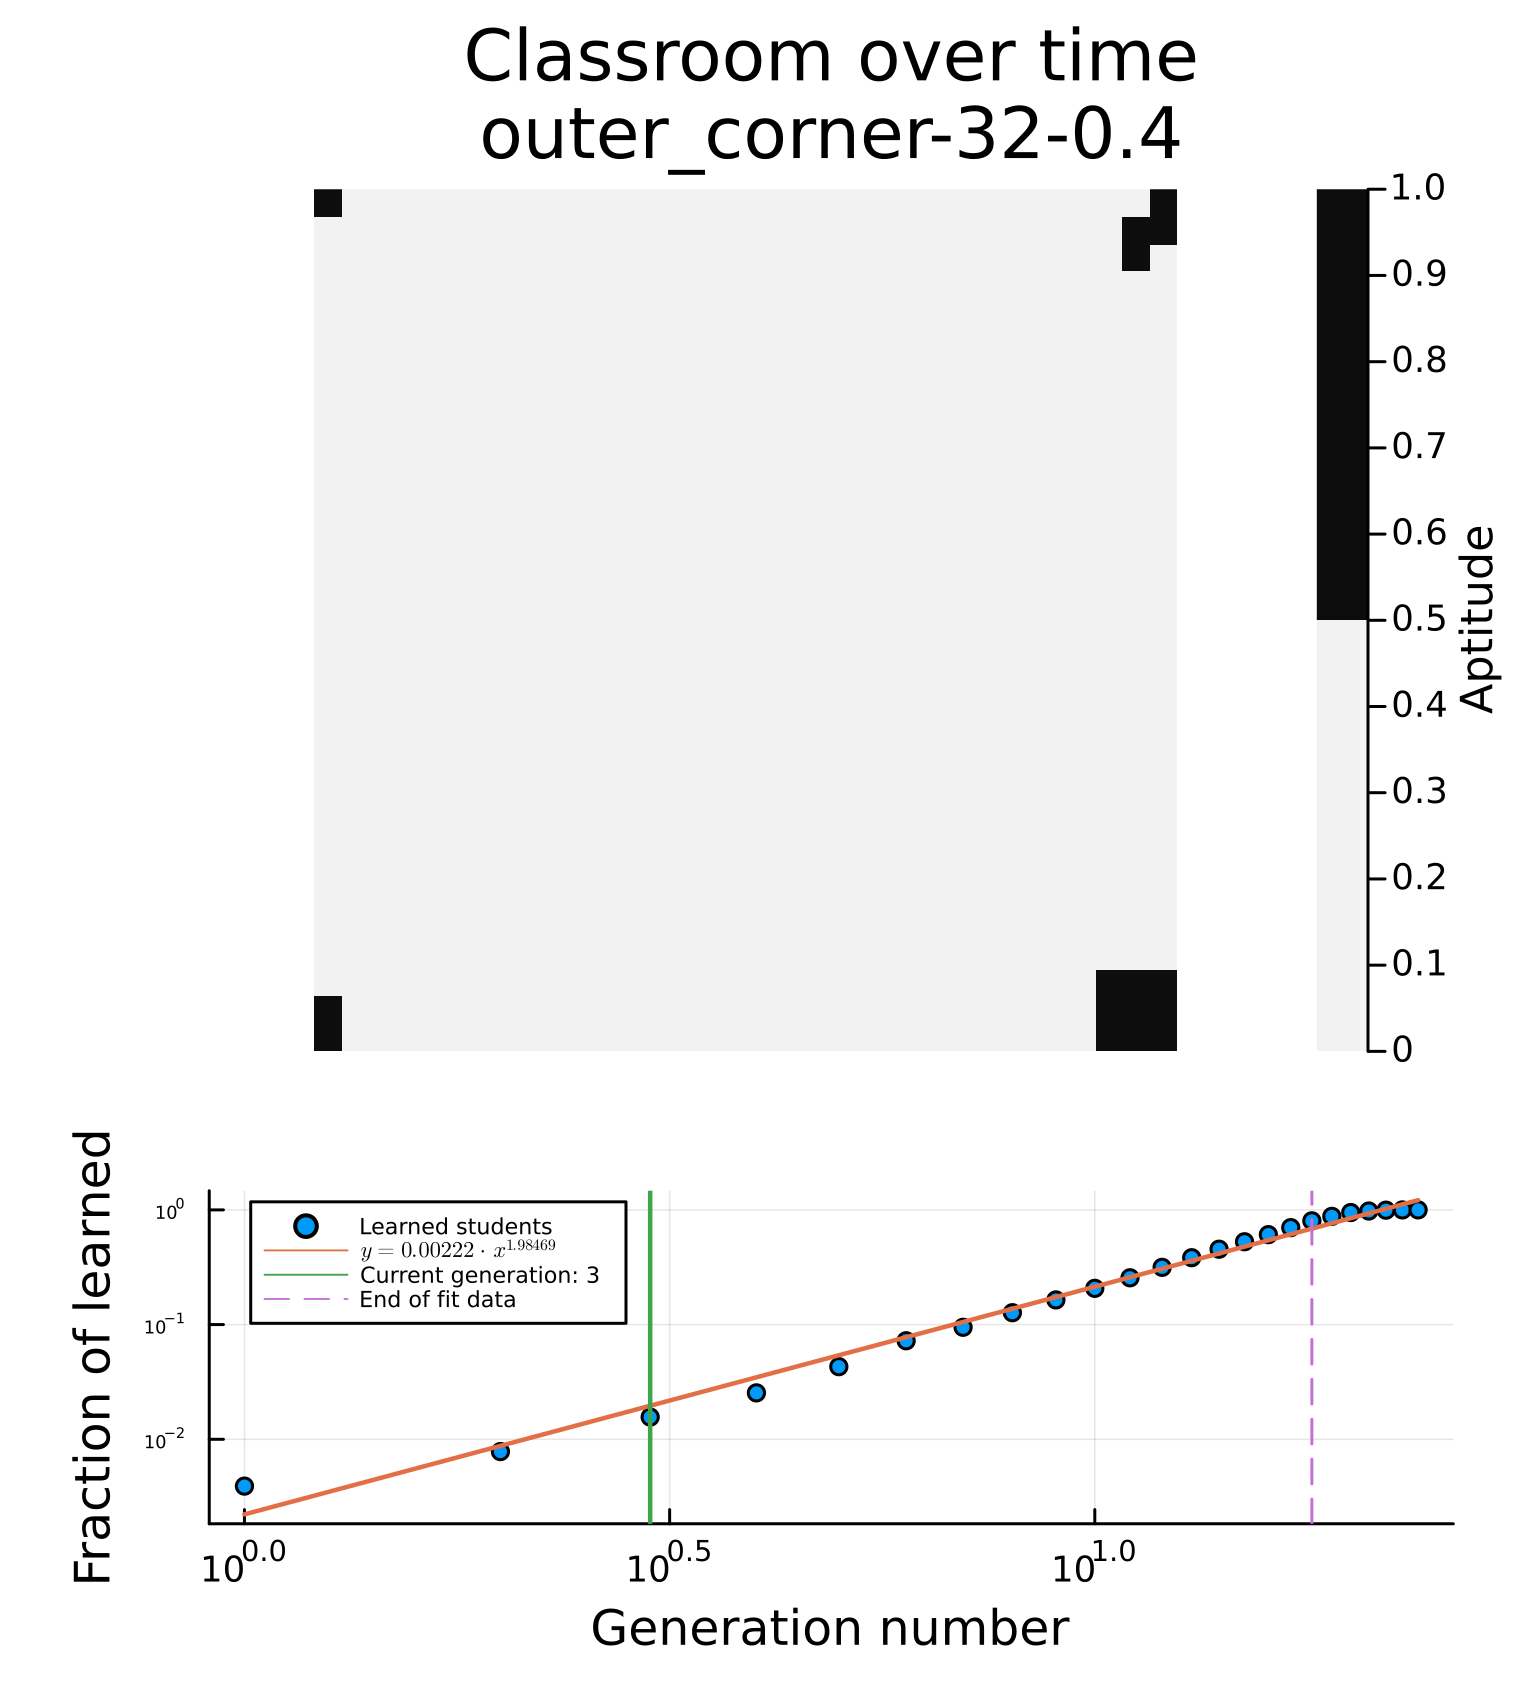 Classroom over time
outer_corner-32-0.4
1.0
0.9
0.8
0.7
0.6
0.5
0.4
0.3
0.2
0.1
0
Aptitude
Fraction of learned
10⁰
10⁻¹
10⁻²
Learned students
y = 0.00222 · x^1.98469
Current generation: 3
End of fit data
10^0.0
10^0.5
10^1.0
Generation number